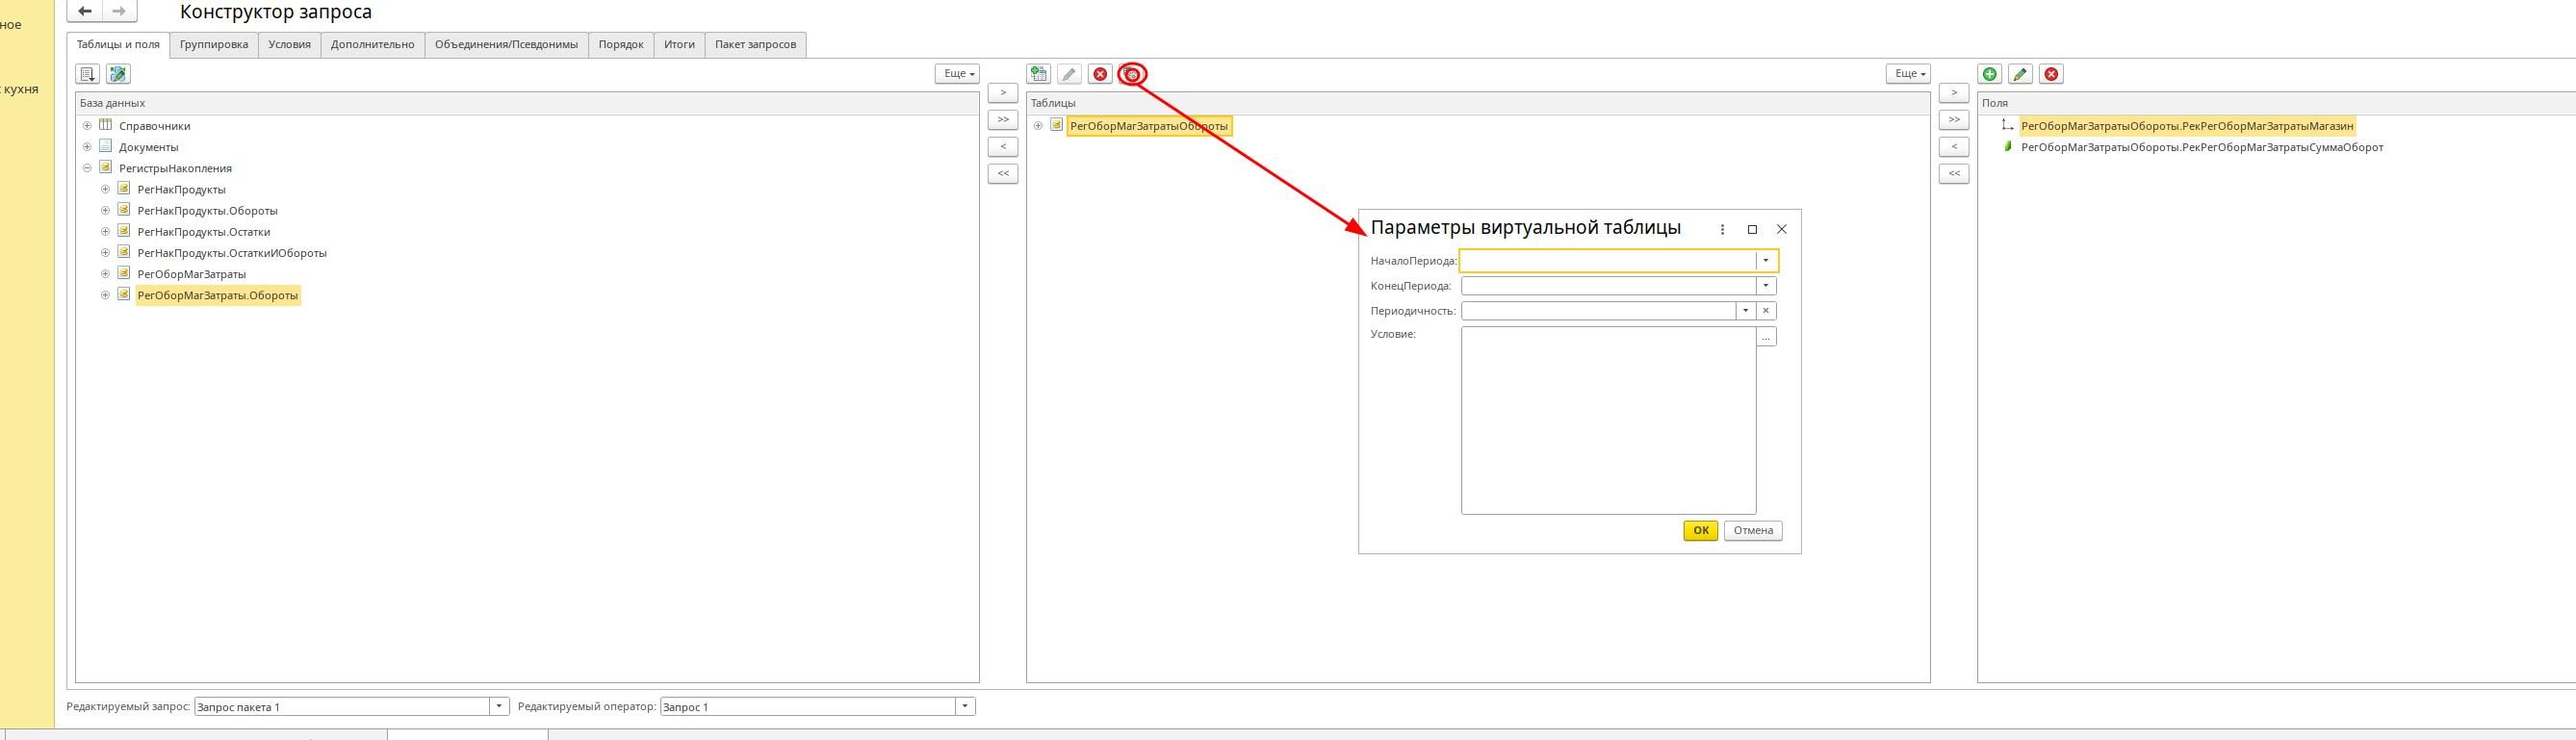 ное
кухня
Конструктор запроса
Таблицы и поля
Группировка
Условия
Дополнительно
Объединения/Псевдонимы
Порядок
Итоги
Пакет запросов
Еще
База данных
Справочники
Документы
РегистрыНакопления
РегНакПродукты
РегНакПродукты.Обороты
РегНакПродукты.Остатки
РегНакПродукты.ОстаткиИОбороты
РегОборМагЗатраты
РегОборМагЗатраты.Обороты
>
>>
<
<<
Еще
Таблицы
РегОборМагЗатратыОбороты
>
>>
<
<<
Поля
РегОборМагЗатратыОбороты.РекРегОборМагЗатратыМагазин
РегОборМагЗатратыОбороты.РекРегОборМагЗатратыСуммаОборот
Параметры виртуальной таблицы
НачалоПериода:
КонецПериода:
Периодичность:
Условие:
...
ОК
Отмена
Редактируемый запрос: Запрос пакета 1
Редактируемый оператор: Запрос 1